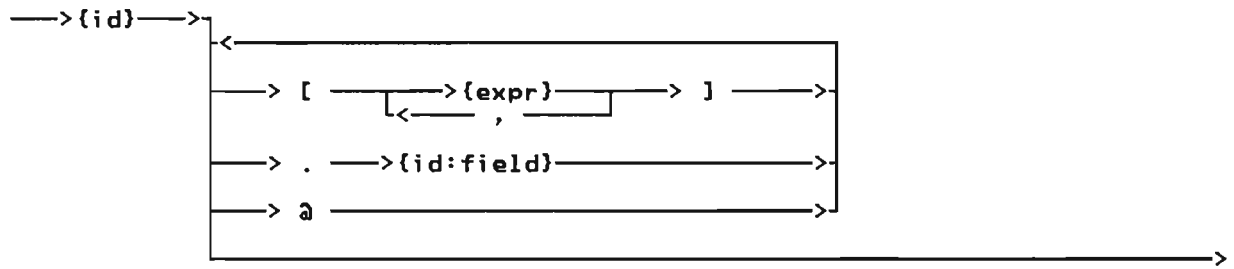 {id}
[ {expr} ]
,
. {id:field}
@